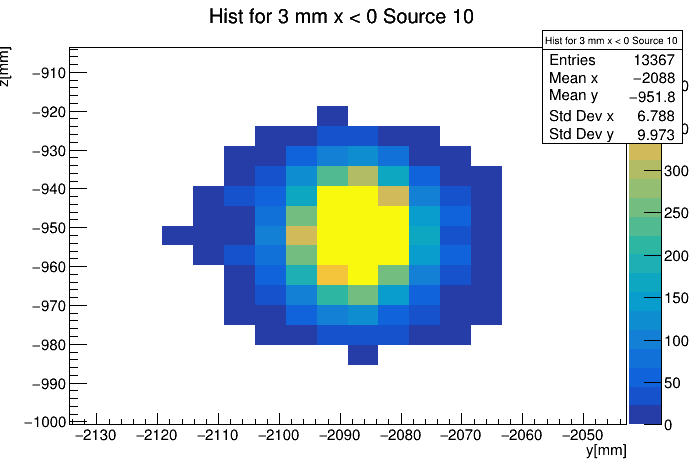 Hist for 3 mm x < 0 Source 10
z[mm]
Hist for 3 mm x < 0 Source 10
Entries 13367
Mean x −2088
Mean y −951.8
Std Dev x 6.788
Std Dev y 9.973
−910
−920
−930
−940
−950
−960
−970
−980
−990
−1000
−2130 −2120 −2110 −2100 −2090 −2080 −2070 −2060 −2050
y[mm]
300
250
200
150
100
50
0